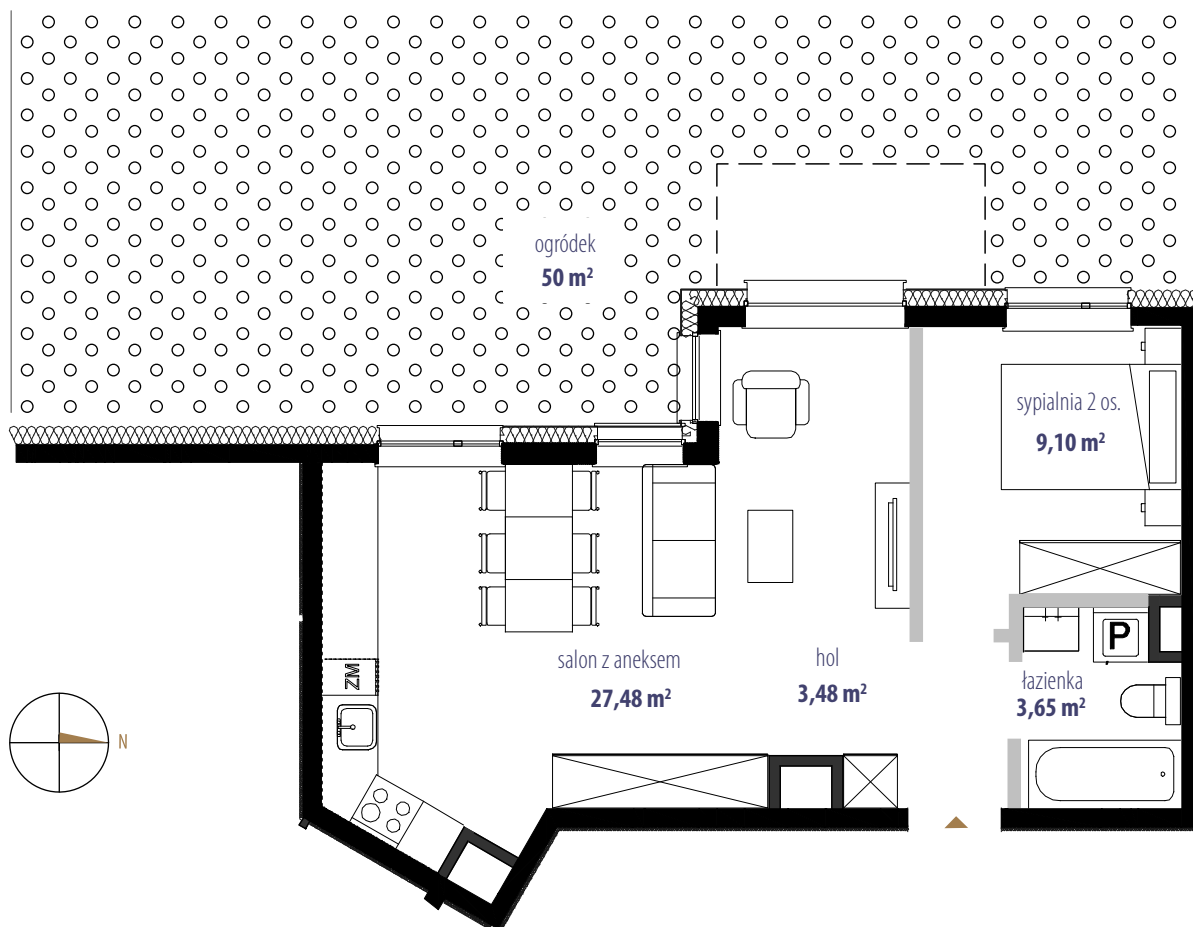 ogródek
50 m²
sypialnia 2 os.
9,10 m²
P
salon z aneksem
27,48 m²
hol
3,48 m²
łazienka
3,65 m²
ZM
N